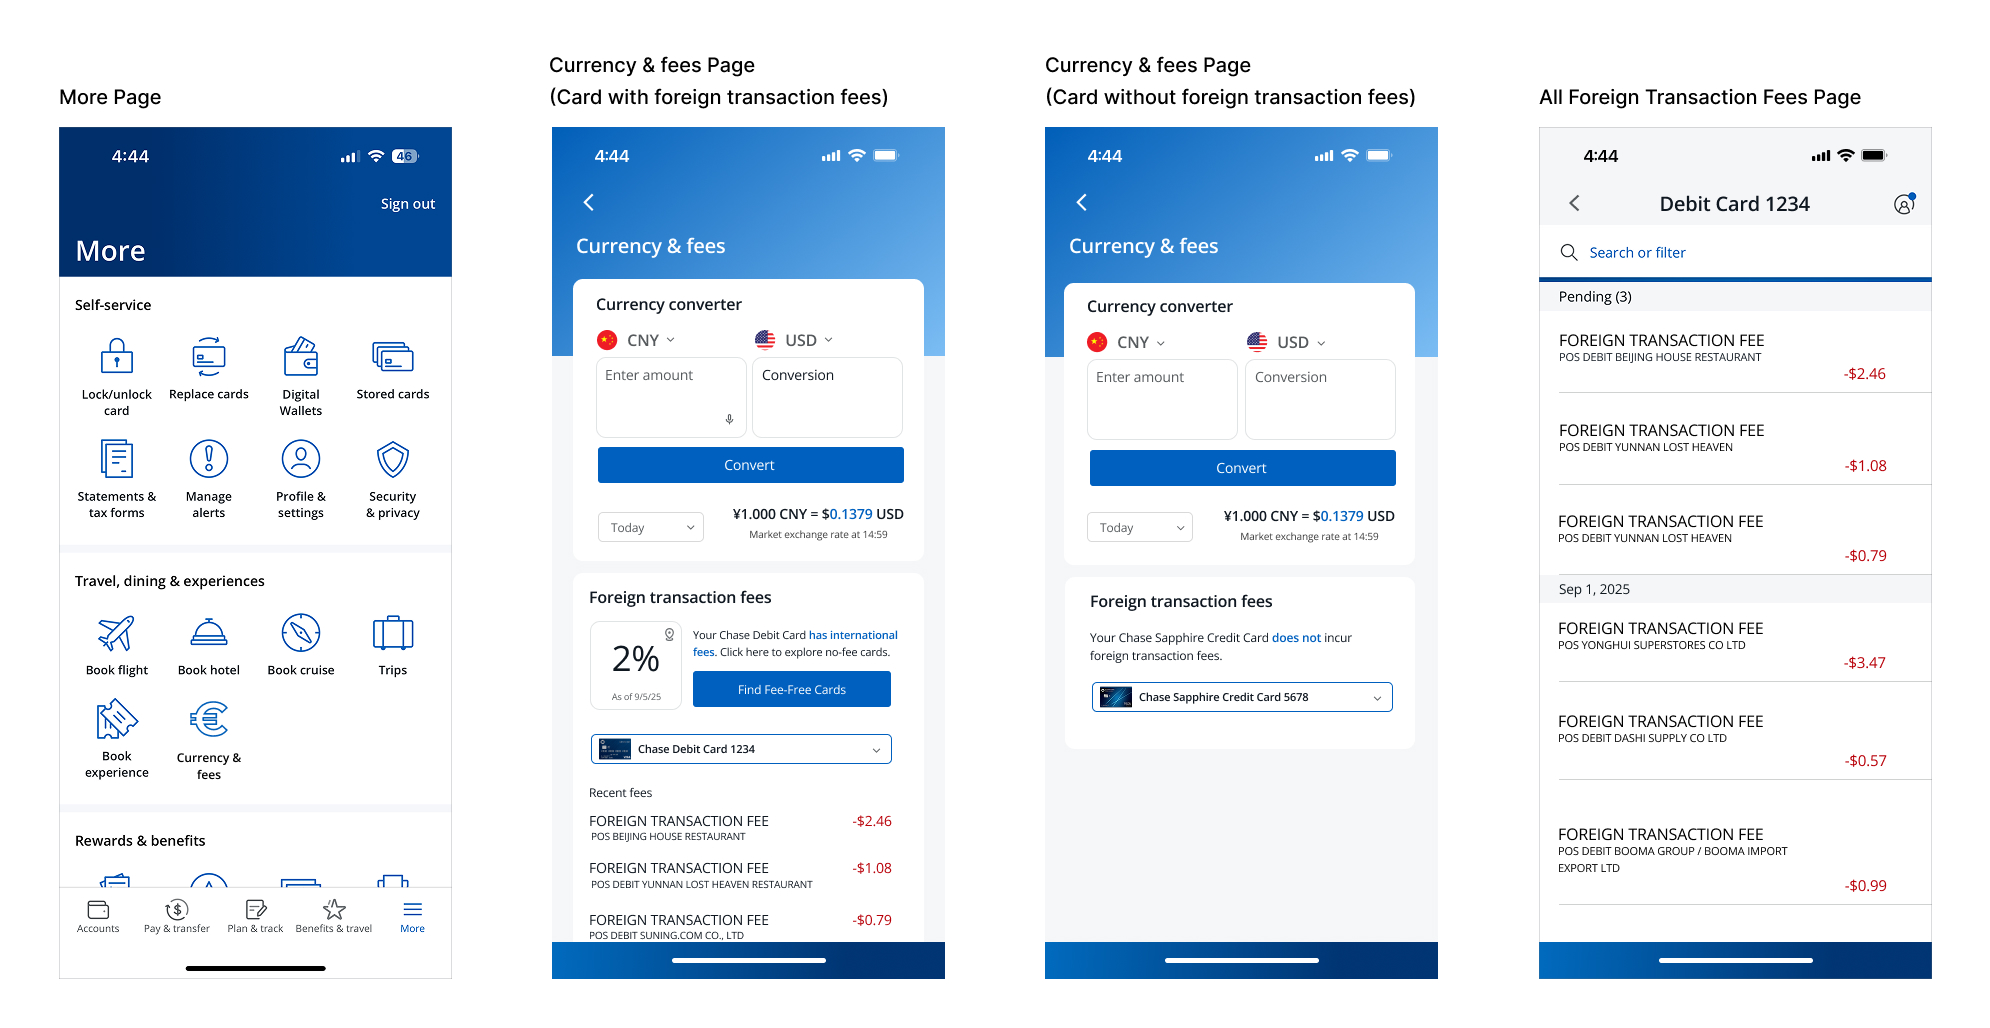 More Page
4:44
46
Sign out
More
Self-service
Lock/unlock
card
Replace cards
Digital
Wallets
Stored cards
Statements &
tax forms
Manage
alerts
Profile &
settings
Security
& privacy
Travel, dining & experiences
Book flight
Book hotel
Book cruise
Trips
Book
experience
Currency &
fees
Rewards & benefits
Accounts
Pay & transfer
Plan & track
Benefits & travel
More
Currency & fees Page
(Card with foreign transaction fees)
4:44
Currency & fees
Currency converter
CNY
USD
Enter amount
Conversion
Convert
Today
¥1.000 CNY = $0.1379 USD
Market exchange rate at 14:59
Foreign transaction fees
2%
As of 9/5/25
Your Chase Debit Card has international
fees. Click here to explore no-fee cards.
Find Fee-Free Cards
Chase Debit Card 1234
Recent fees
FOREIGN TRANSACTION FEE
-$2.46
POS BEIJING HOUSE RESTAURANT
FOREIGN TRANSACTION FEE
-$1.08
POS DEBIT YUNNAN LOST HEAVEN RESTAURANT
FOREIGN TRANSACTION FEE
-$0.79
POS DEBIT SUNING.COM CO., LTD
Currency & fees Page
(Card without foreign transaction fees)
4:44
Currency & fees
Currency converter
CNY
USD
Enter amount
Conversion
Convert
Today
¥1.000 CNY = $0.1379 USD
Market exchange rate at 14:59
Foreign transaction fees
Your Chase Sapphire Credit Card does not incur
foreign transaction fees.
Chase Sapphire Credit Card 5678
All Foreign Transaction Fees Page
4:44
Debit Card 1234
Search or filter
Pending (3)
FOREIGN TRANSACTION FEE
POS DEBIT BEIJING HOUSE RESTAURANT
-$2.46
FOREIGN TRANSACTION FEE
POS DEBIT YUNNAN LOST HEAVEN
-$1.08
FOREIGN TRANSACTION FEE
POS DEBIT YUNNAN LOST HEAVEN
-$0.79
Sep 1, 2025
FOREIGN TRANSACTION FEE
POS YONGHUI SUPERSTORES CO LTD
-$3.47
FOREIGN TRANSACTION FEE
POS DEBIT DASHI SUPPLY CO LTD
-$0.57
FOREIGN TRANSACTION FEE
POS DEBIT BOOMA GROUP / BOOMA IMPORT
EXPORT LTD
-$0.99